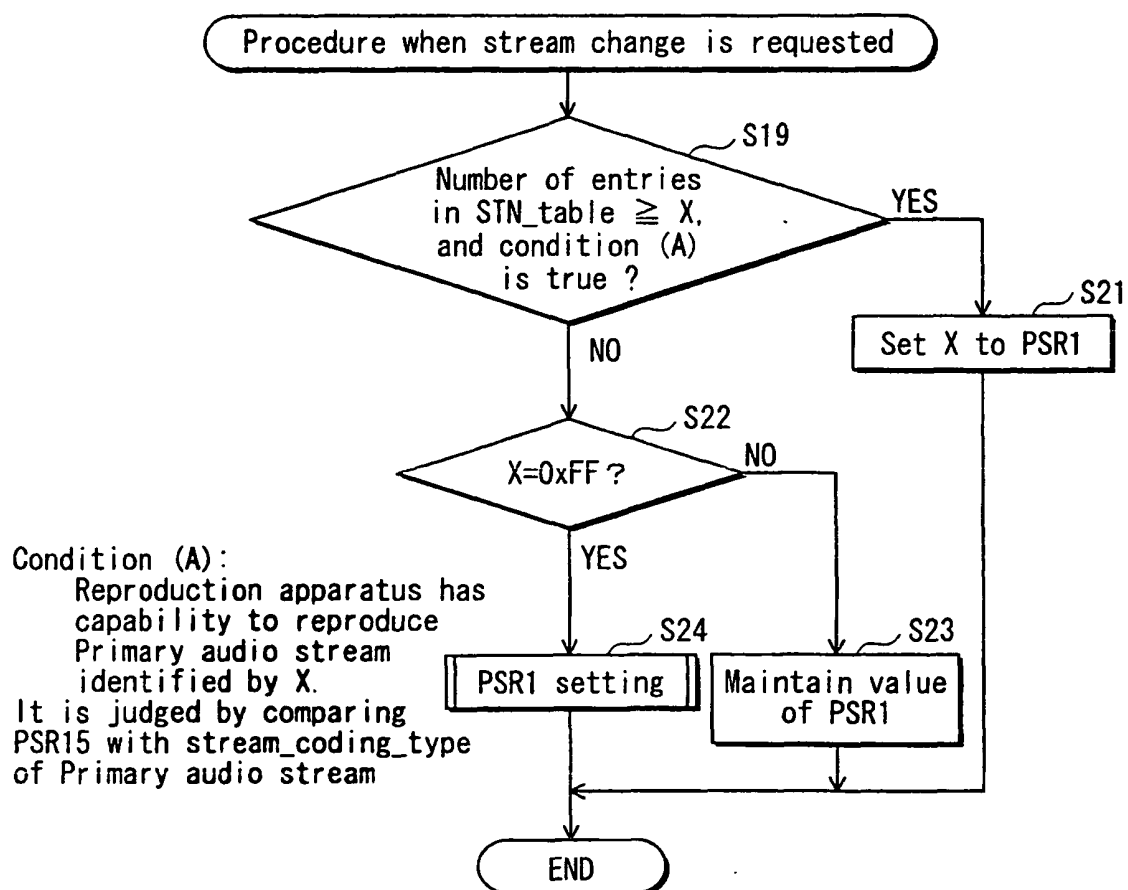 Procedure when stream change is requested
S19
Number of entries
in STN_table ≧ X,
and condition (A)
is true ?
YES
S21
Set X to PSR1
NO
S22
X=0xFF?
NO
YES
Condition (A):
Reproduction apparatus has
capability to reproduce
Primary audio stream
identified by X.
It is judged by comparing
PSR15 with stream_coding_type
of Primary audio stream
S24
PSR1 setting
S23
Maintain value
of PSR1
END